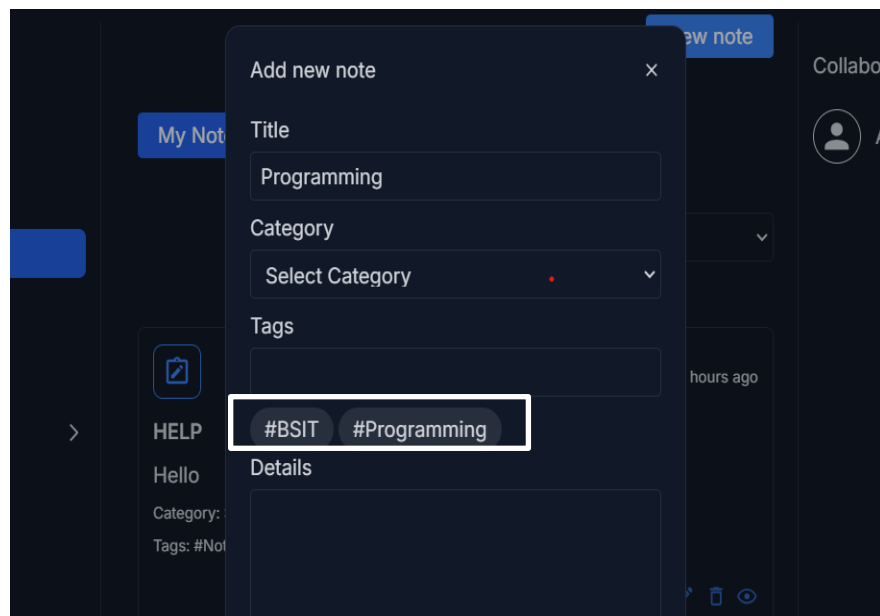 ew note
Collabo
Add new note
My Not
Title
Programming
Category
Select Category
Tags
hours ago
#BSIT #Programming
HELP
Details
Hello
Category:
Tags: #Not